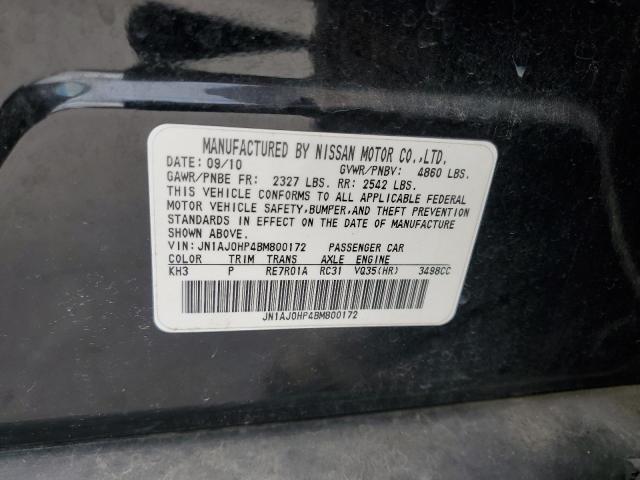 MANUFACTURED BY NISSAN MOTOR CO.,LTD.
DATE: 09/10 GVWR/PNBV: 4860 LBS.
GAWR/PNBE FR: 2327 LBS. RR: 2542 LBS.
THIS VEHICLE CONFORMS TO ALL APPLICABLE FEDERAL
MOTOR VEHICLE SAFETY,BUMPER,AND THEFT PREVENTION
STANDARDS IN EFFECT ON THE DATE OF MANUFACTURE
SHOWN ABOVE.
VIN: JN1AJ0HP4BM800172 PASSENGER CAR
COLOR TRIM TRANS AXLE ENGINE
KH3 P RE7R01A RC31 VQ35(HR) 3498CC
JN1AJ0HP4BM800172